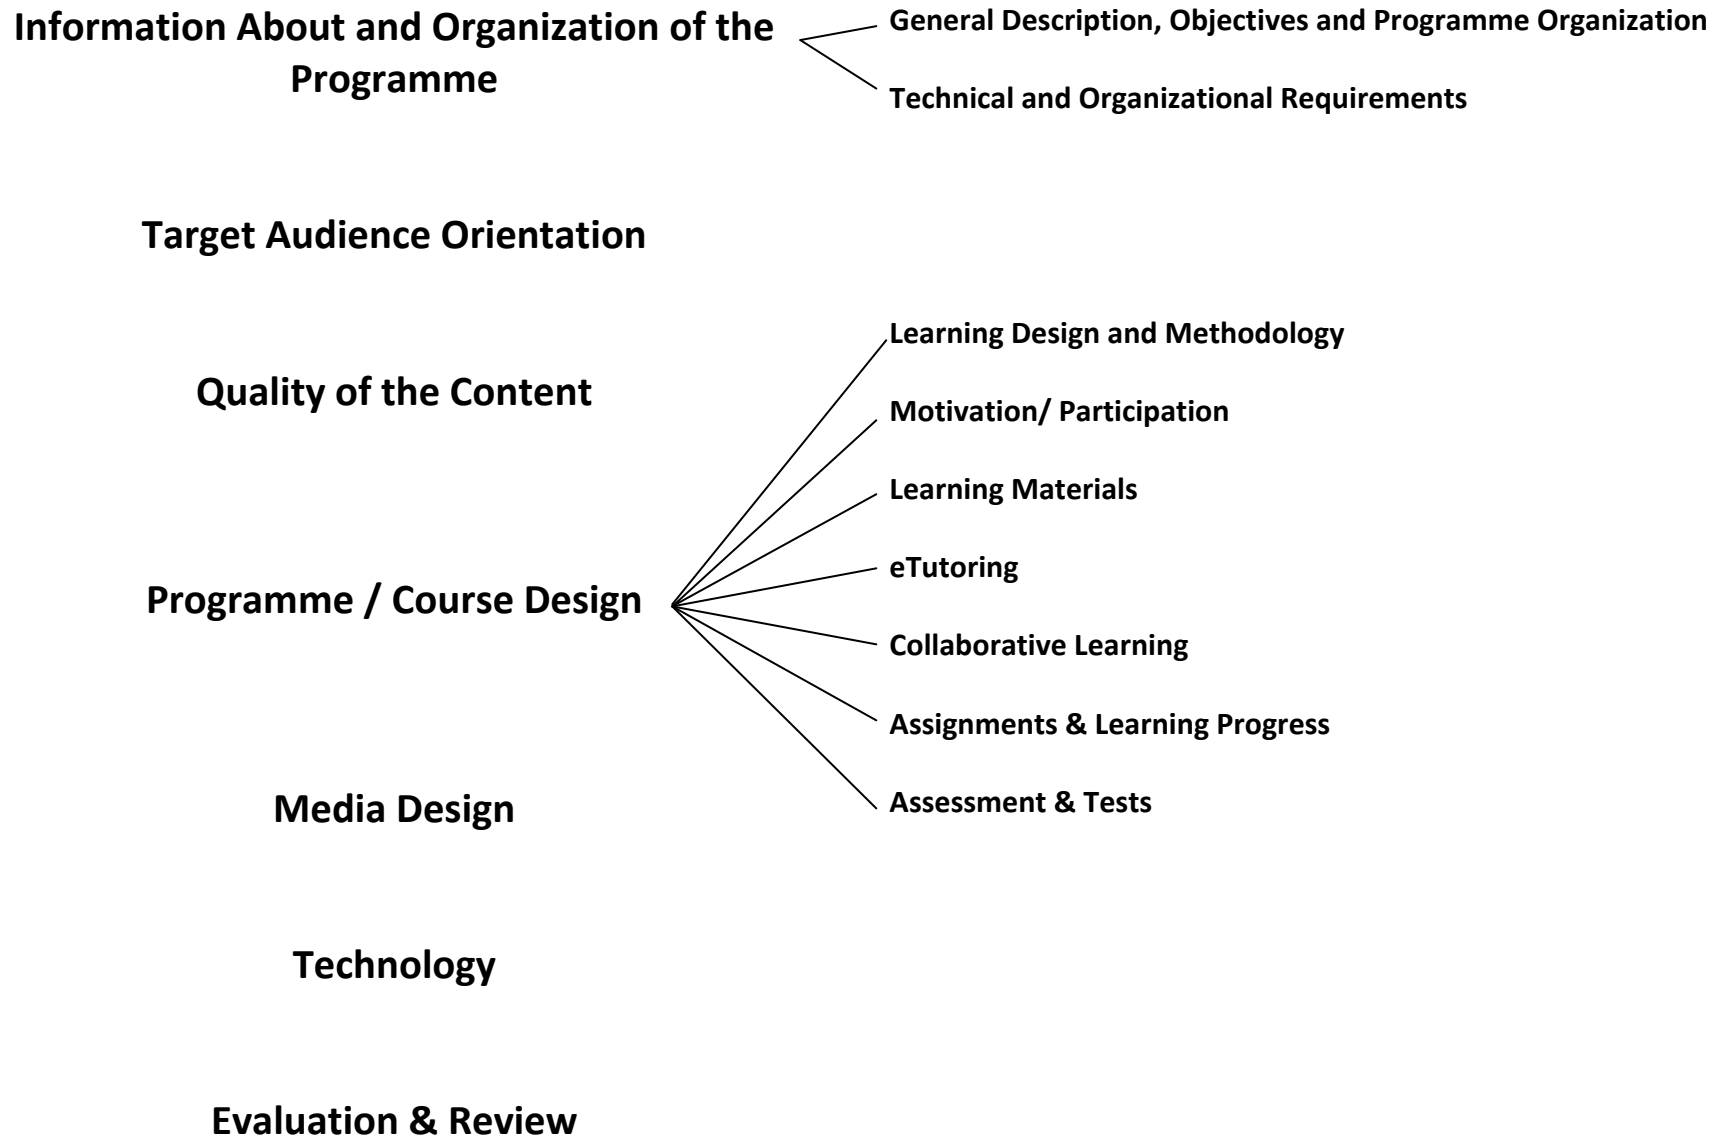 Information About and Organization of the
Programme
General Description, Objectives and Programme Organization
Technical and Organizational Requirements
Target Audience Orientation
Quality of the Content
Programme / Course Design
Learning Design and Methodology
Motivation/ Participation
Learning Materials
eTutoring
Collaborative Learning
Assignments & Learning Progress
Assessment & Tests
Media Design
Technology
Evaluation & Review